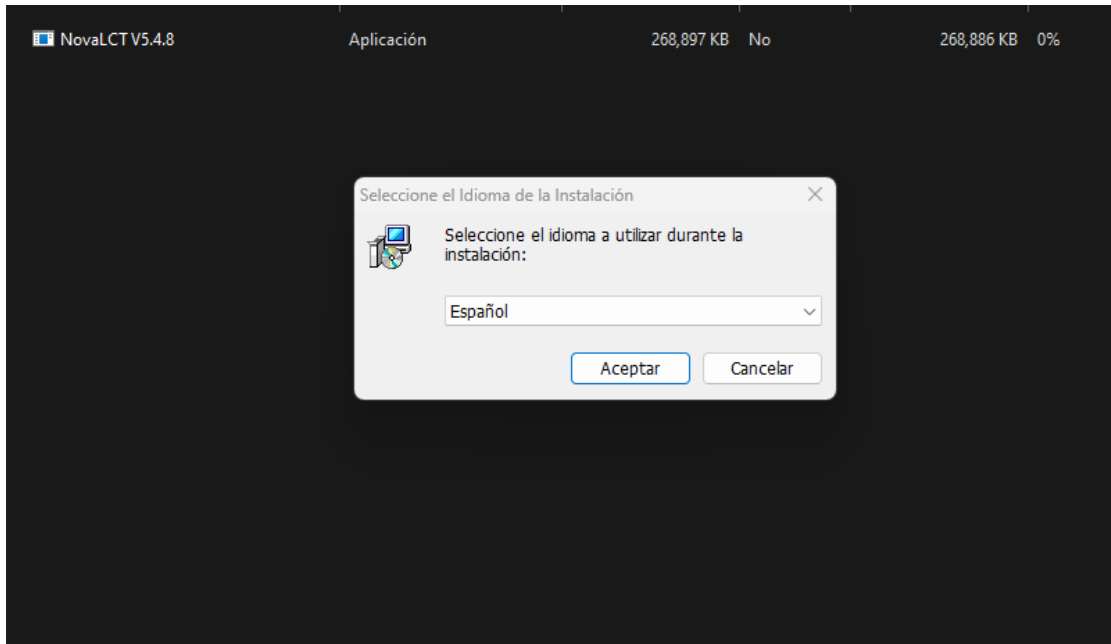 NovaLCT V5.4.8 Aplicación 268,897 KB No 268,886 KB 0%
Seleccione el Idioma de la Instalación
Seleccione el idioma a utilizar durante la
instalación:
Español
Aceptar Cancelar